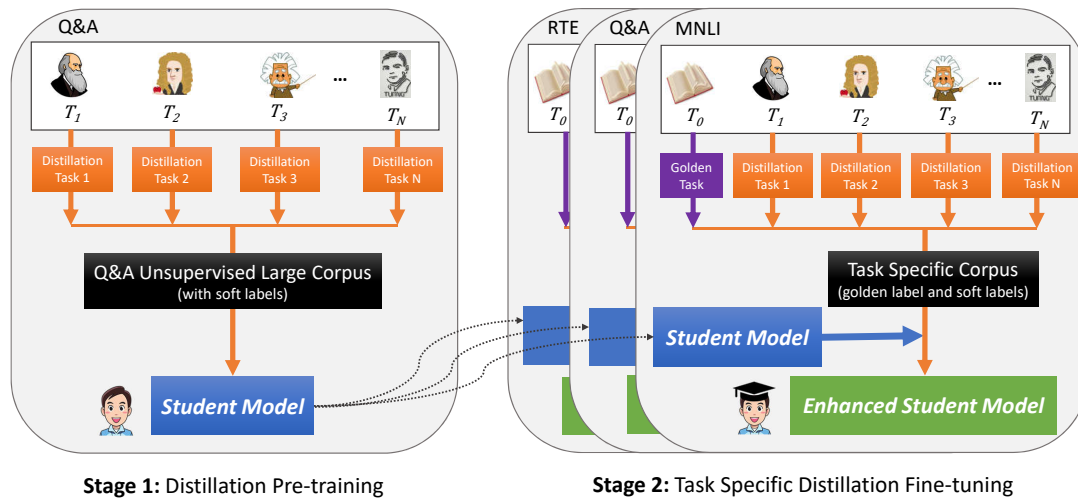 Q&A
T1
T2
T3
...
TN
Distillation
Task 1
Distillation
Task 2
Distillation
Task 3
Distillation
Task N
Q&A Unsupervised Large Corpus
(with soft labels)
Student Model
Stage 1: Distillation Pre-training
RTE
T0
Q&A
T0
MNLI
T0
T1
T2
T3
...
TN
Golden
Task
Distillation
Task 1
Distillation
Task 2
Distillation
Task 3
Distillation
Task N
Task Specific Corpus
(golden label and soft labels)
Student Model
Enhanced Student Model
Stage 2: Task Specific Distillation Fine-tuning